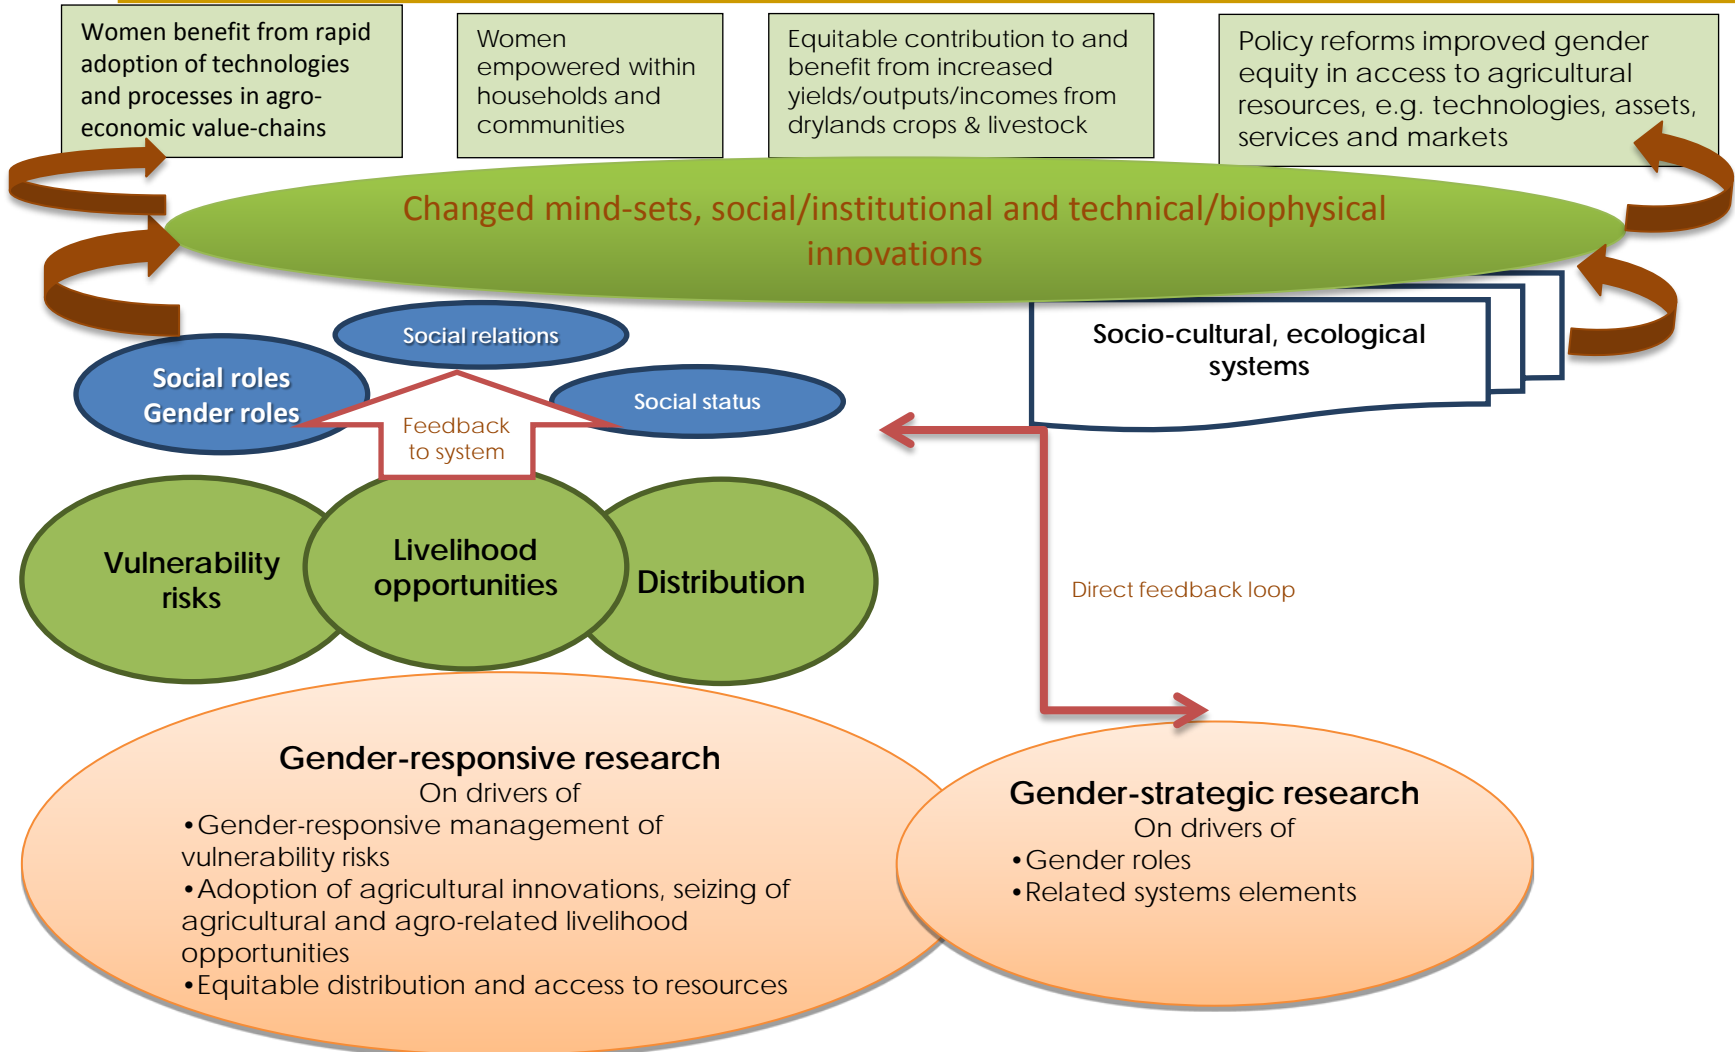 Women benefit from rapid
adoption of technologies
and processes in agro-
economic value-chains
Women
empowered within
households and
communities
Equitable contribution to and
benefit from increased
yields/outputs/incomes from
drylands crops & livestock
Policy reforms improved gender
equity in access to agricultural
resources, e.g. technologies, assets,
services and markets
Changed mind-sets, social/institutional and technical/biophysical
innovations
Social relations
Social roles
Gender roles
Social status
Socio-cultural, ecological
systems
Feedback
to system
Vulnerability
risks
Livelihood
opportunities
Distribution
Direct feedback loop
Gender-responsive research
On drivers of
•Gender-responsive management of
vulnerability risks
•Adoption of agricultural innovations, seizing of
agricultural and agro-related livelihood
opportunities
•Equitable distribution and access to resources
Gender-strategic research
On drivers of
•Gender roles
•Related systems elements